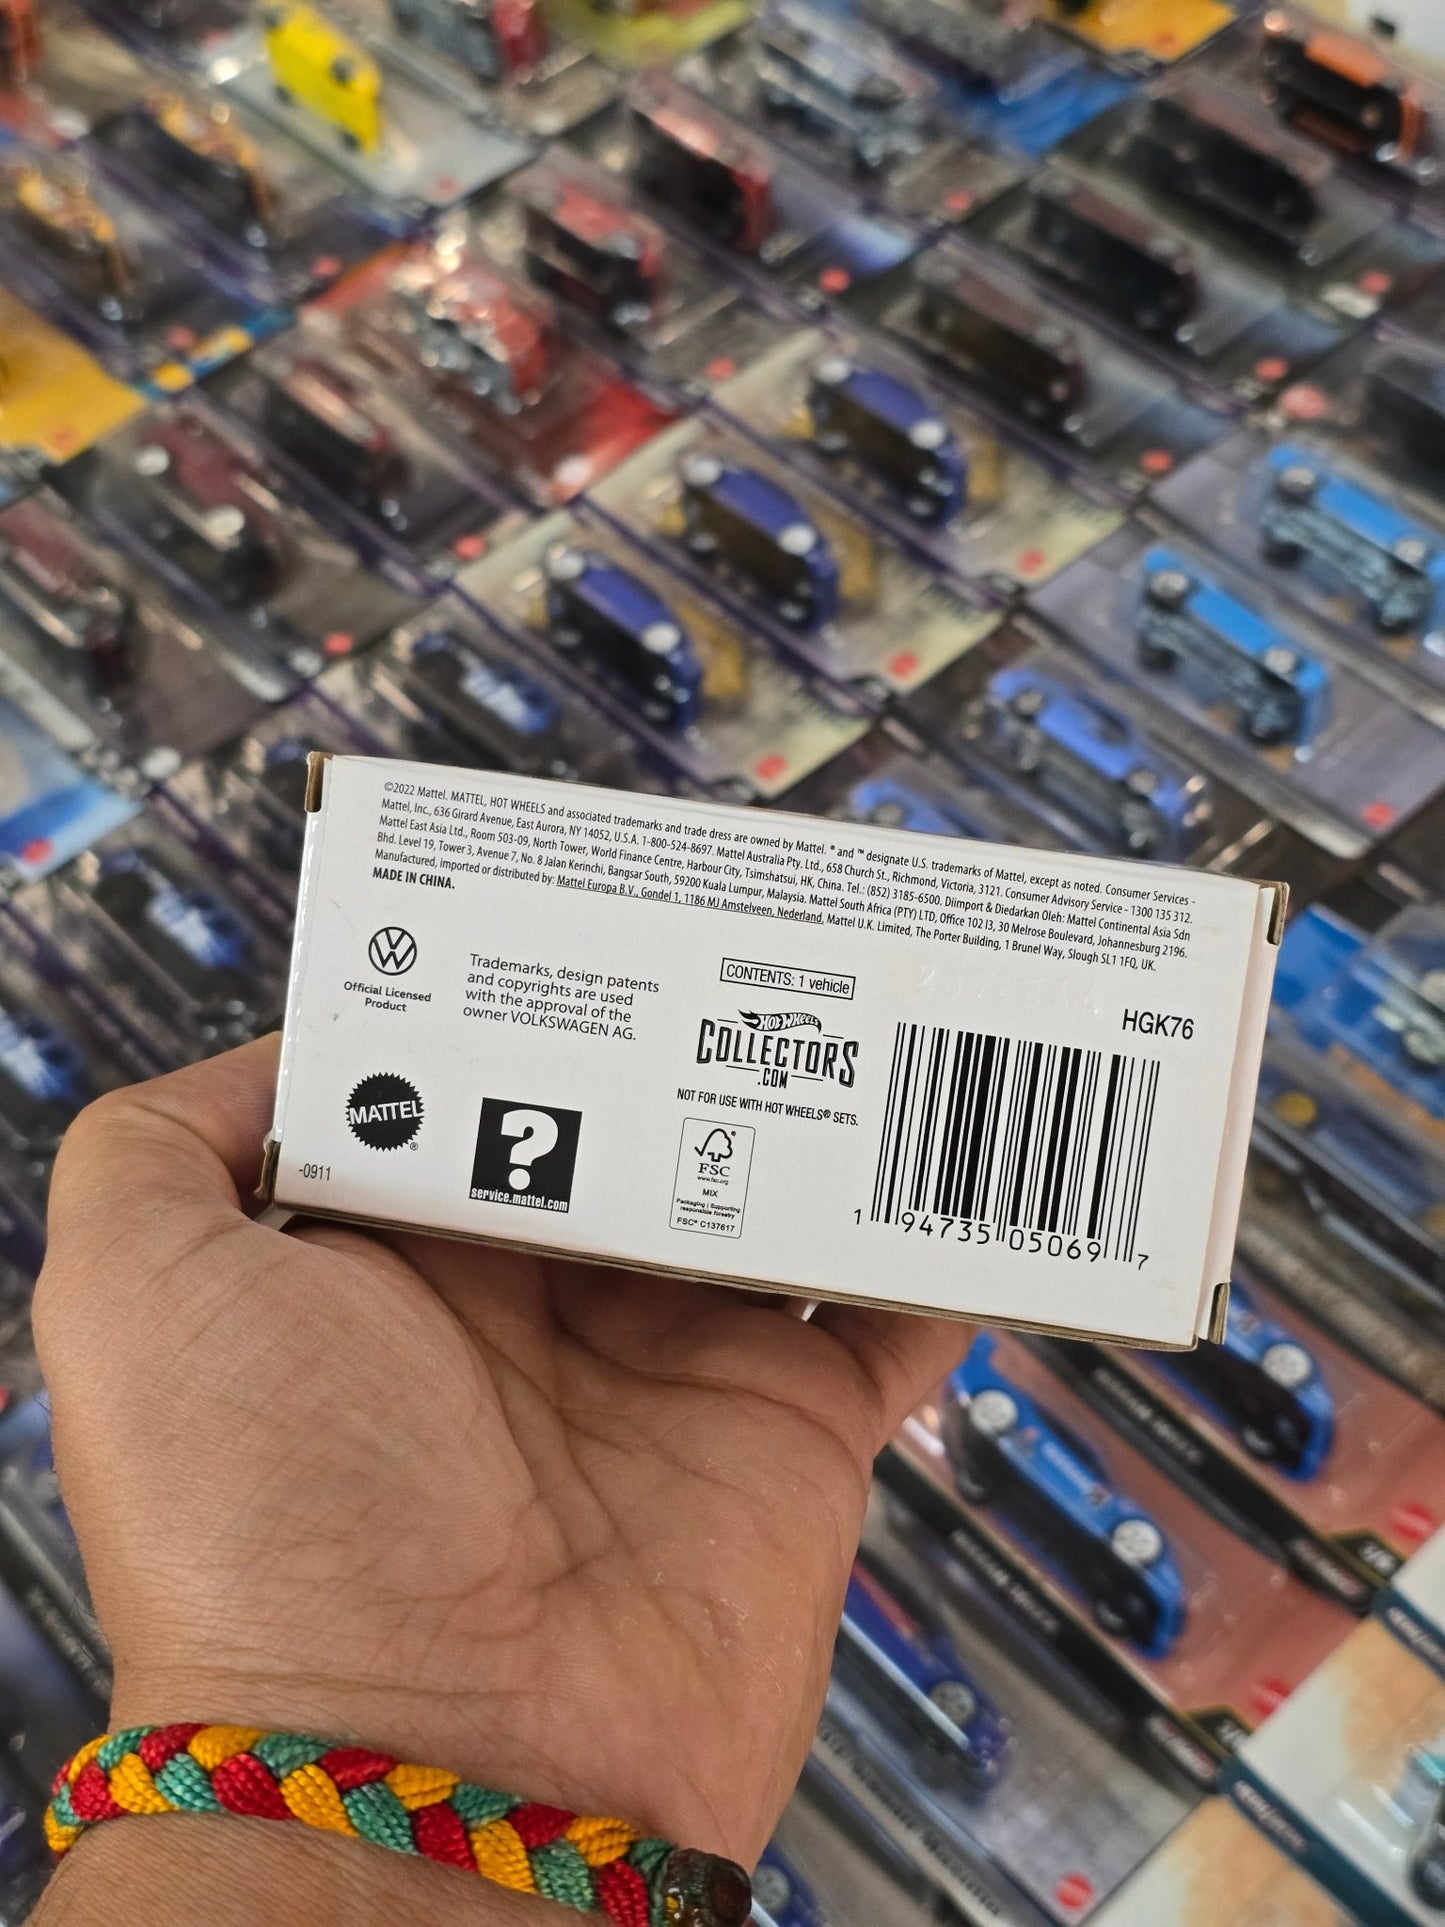 ©2022 Mattel. MATTEL, HOT WHEELS and associated trademarks and trade dress are owned by Mattel. ® and ™ designate U.S. trademarks of Mattel, except as noted. Consumer Services -
Mattel, Inc., 636 Girard Avenue, East Aurora, NY 14052, U.S.A. 1-800-524-8697. Mattel Australia Pty. Ltd., 658 Church St., Richmond, Victoria, 3121. Consumer Advisory Service - 1300 135 312.
Mattel East Asia Ltd., Room 503-09, North Tower, World Finance Centre, Harbour City, Tsimshatsui, HK, China. Tel.: (852) 3185-6500. Diimport & Diedarkan Oleh: Mattel Continental Asia Sdn
Bhd. Level 19, Tower 3, Avenue 7, No. 8 Jalan Kerinchi, Bangsar South, 59200 Kuala Lumpur, Malaysia. Mattel South Africa (PTY) LTD, Office 102 I3, 30 Melrose Boulevard, Johannesburg 2196.
Manufactured, imported or distributed by: Mattel Europa B.V., Gondel 1, 1186 MJ Amstelveen, Nederland. Mattel U.K. Limited, The Porter Building, 1 Brunel Way, Slough SL1 1FQ, UK.
MADE IN CHINA.
Official Licensed
Product
Trademarks, design patents
and copyrights are used
with the approval of the
owner VOLKSWAGEN AG.
CONTENTS: 1 vehicle
HOT WHEELS
COLLECTORS
.COM
NOT FOR USE WITH HOT WHEELS® SETS.
HGK76
MATTEL
®
-0911
?
service.mattel.com
FSC
www.fsc.org
MIX
Packaging | Supporting
responsible forestry
FSC® C137617
1 94735 05069 7